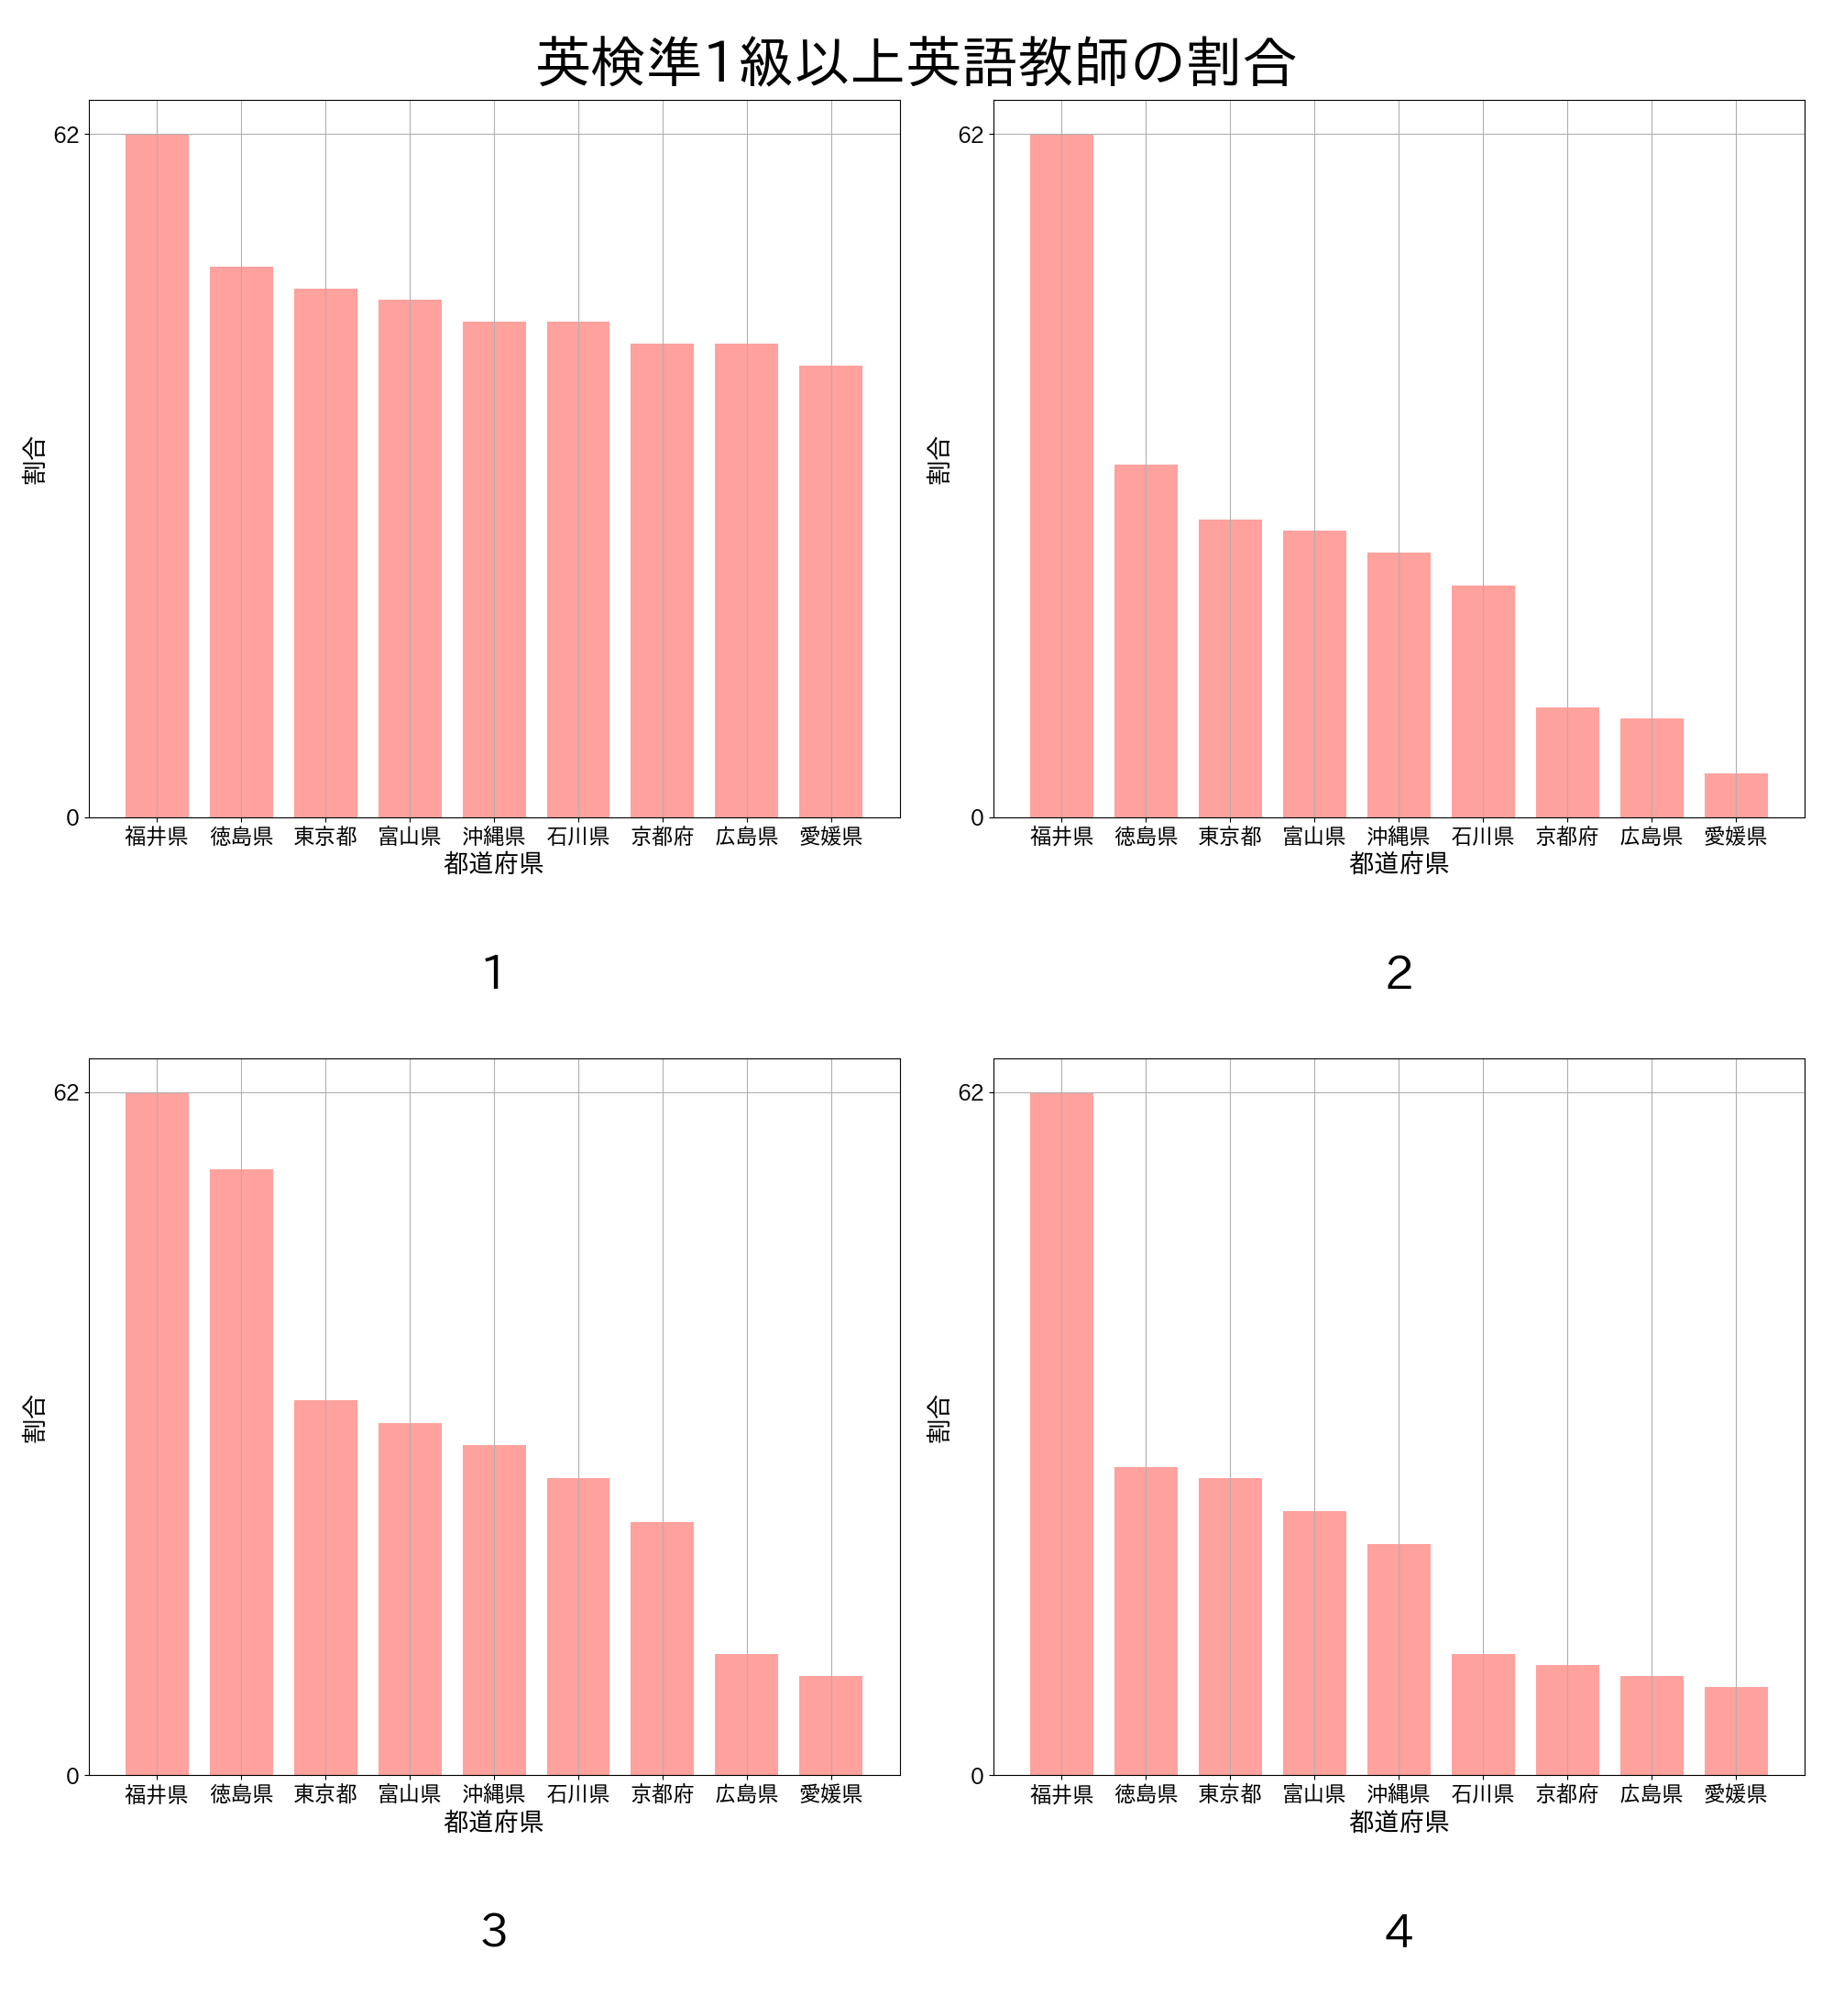 英検準1級以上英語教師の割合
62
0
割合
福井県 徳島県 東京都 富山県 沖縄県 石川県 京都府 広島県 愛媛県
都道府県
1
62
0
割合
福井県 徳島県 東京都 富山県 沖縄県 石川県 京都府 広島県 愛媛県
都道府県
2
62
0
割合
福井県 徳島県 東京都 富山県 沖縄県 石川県 京都府 広島県 愛媛県
都道府県
3
62
0
割合
福井県 徳島県 東京都 富山県 沖縄県 石川県 京都府 広島県 愛媛県
都道府県
4